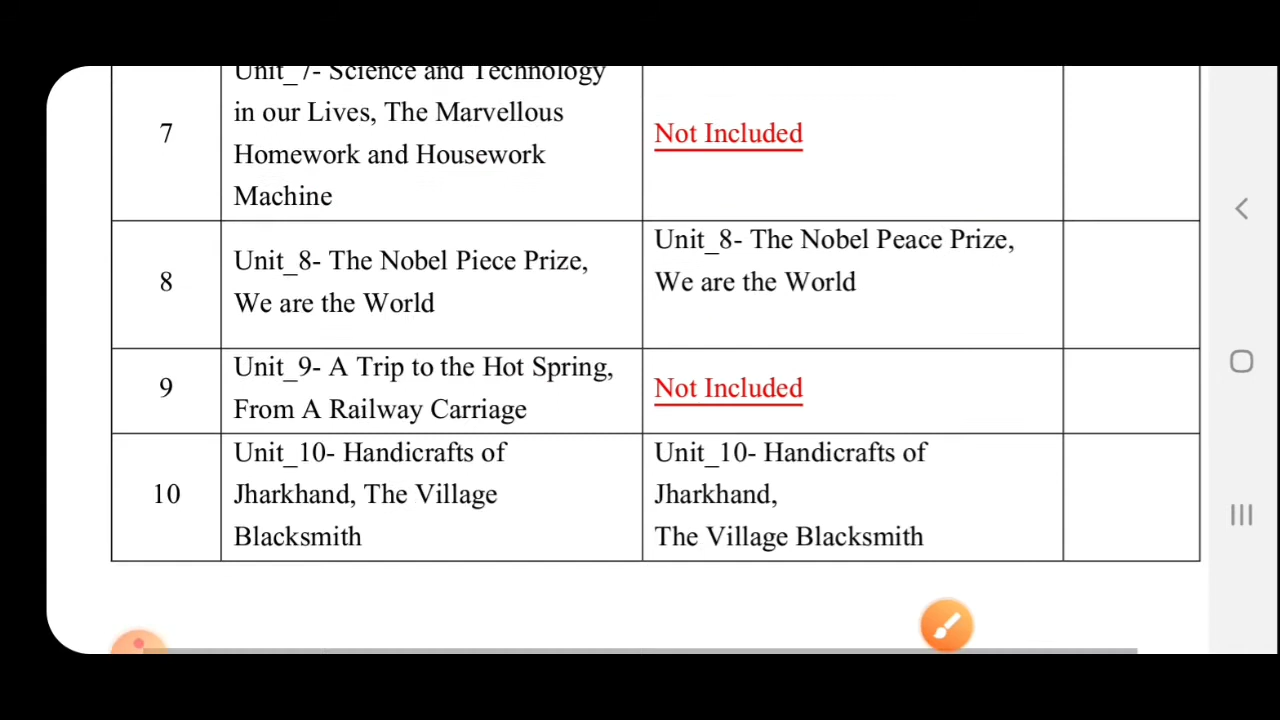 Unit_7- Science and Technology
7
in our Lives, The Marvellous
Homework and Housework
Machine
Not Included
8
Unit_8- The Nobel Piece Prize,
We are the World
Unit_8- The Nobel Peace Prize,
We are the World
9
Unit_9- A Trip to the Hot Spring,
From A Railway Carriage
Not Included
10
Unit_10- Handicrafts of
Jharkhand, The Village
Blacksmith
Unit_10- Handicrafts of
Jharkhand,
The Village Blacksmith